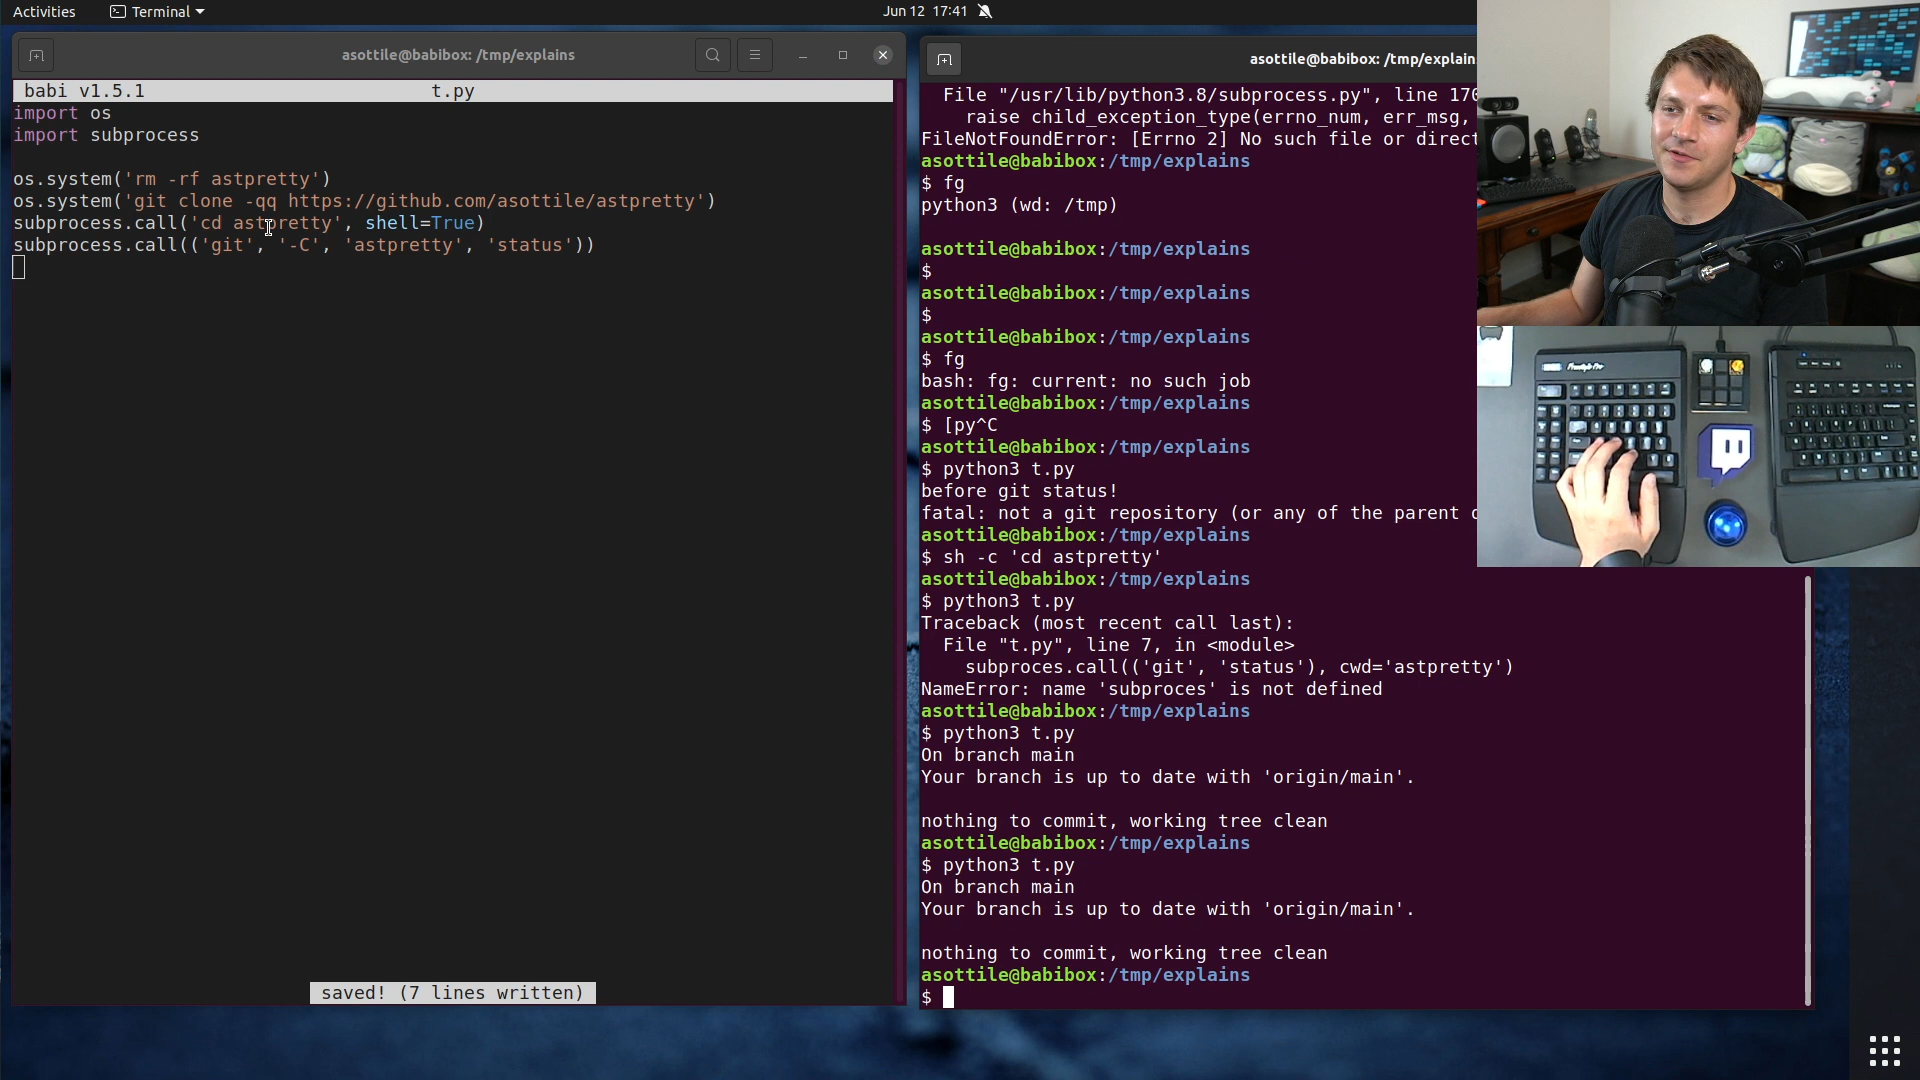 Activities
Terminal
Jun 12 17:41
asottile@babibox: /tmp/explains
babi v1.5.1 t.py
import os
import subprocess
os.system('rm -rf astpretty')
os.system('git clone -qq https://github.com/asottile/astpretty')
subprocess.call('cd astpretty', shell=True)
subprocess.call(('git', '-C', 'astpretty', 'status'))
saved! (7 lines written)
asottile@babibox: /tmp/explain
File "/usr/lib/python3.8/subprocess.py", line 170
raise child_exception_type(errno_num, err_msg,
FileNotFoundError: [Errno 2] No such file or direct
asottile@babibox:/tmp/explains
$ fg
python3 (wd: /tmp)
asottile@babibox:/tmp/explains
$
asottile@babibox:/tmp/explains
$
asottile@babibox:/tmp/explains
$ fg
bash: fg: current: no such job
asottile@babibox:/tmp/explains
$ [py^C
asottile@babibox:/tmp/explains
$ python3 t.py
before git status!
fatal: not a git repository (or any of the parent
asottile@babibox:/tmp/explains
$ sh -c 'cd astpretty'
asottile@babibox:/tmp/explains
$ python3 t.py
Traceback (most recent call last):
File "t.py", line 7, in <module>
subproces.call(('git', 'status'), cwd='astpretty')
NameError: name 'subproces' is not defined
asottile@babibox:/tmp/explains
$ python3 t.py
On branch main
Your branch is up to date with 'origin/main'.
nothing to commit, working tree clean
asottile@babibox:/tmp/explains
$ python3 t.py
On branch main
Your branch is up to date with 'origin/main'.
nothing to commit, working tree clean
asottile@babibox:/tmp/explains
$
Freestyle Pro